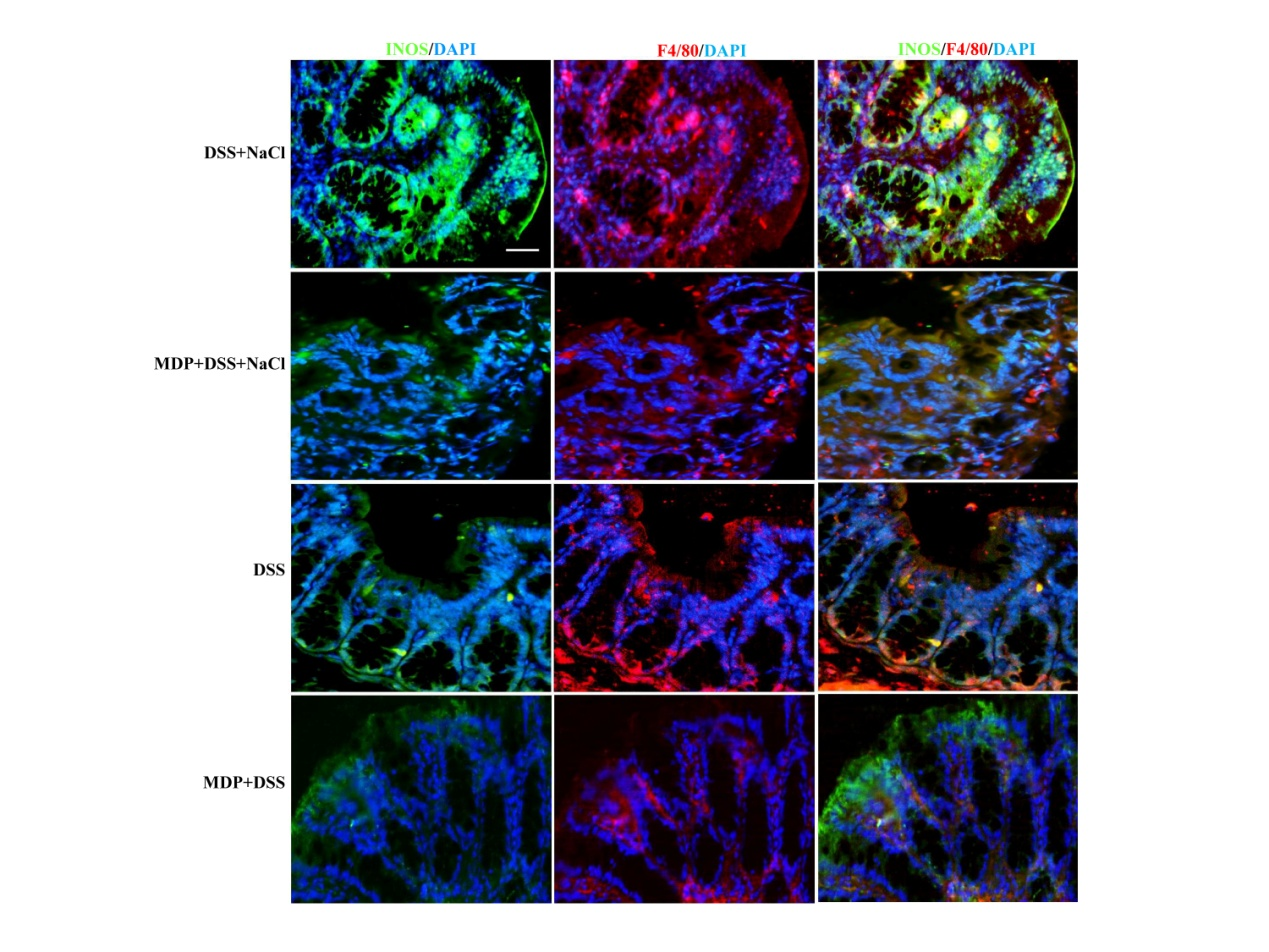 INOS/DAPI F4/80/DAPI INOS/F4/80/DAPI
DSS+NaCl
MDP+DSS+NaCl
DSS
MDP+DSS